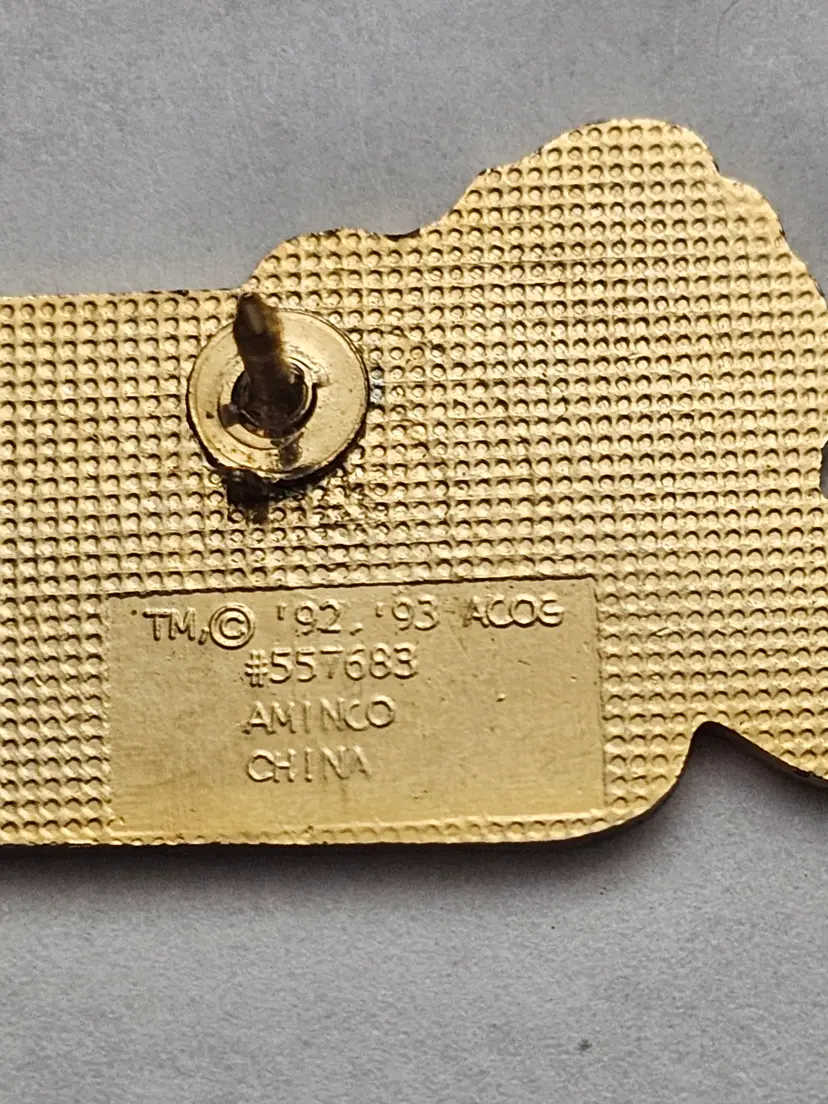 TM,© '92, '93 ACOG
#557683
AMINCO
CHINA